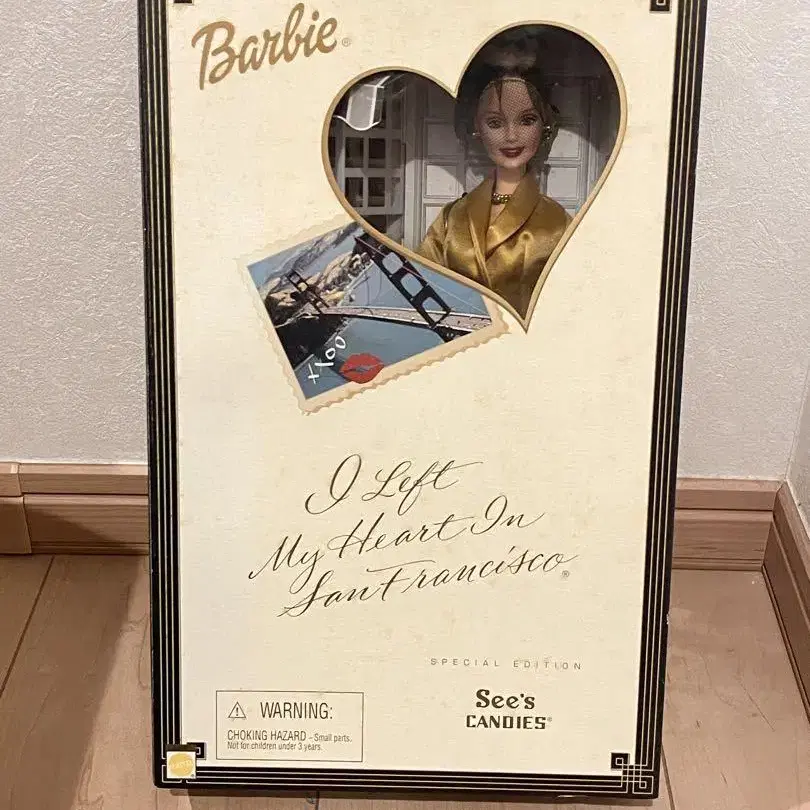 Barbie®
XXOO
I Left
My Heart In
San Francisco®
SPECIAL EDITION
See's
CANDIES®
WARNING:
CHOKING HAZARD - Small parts.
Not for children under 3 years.